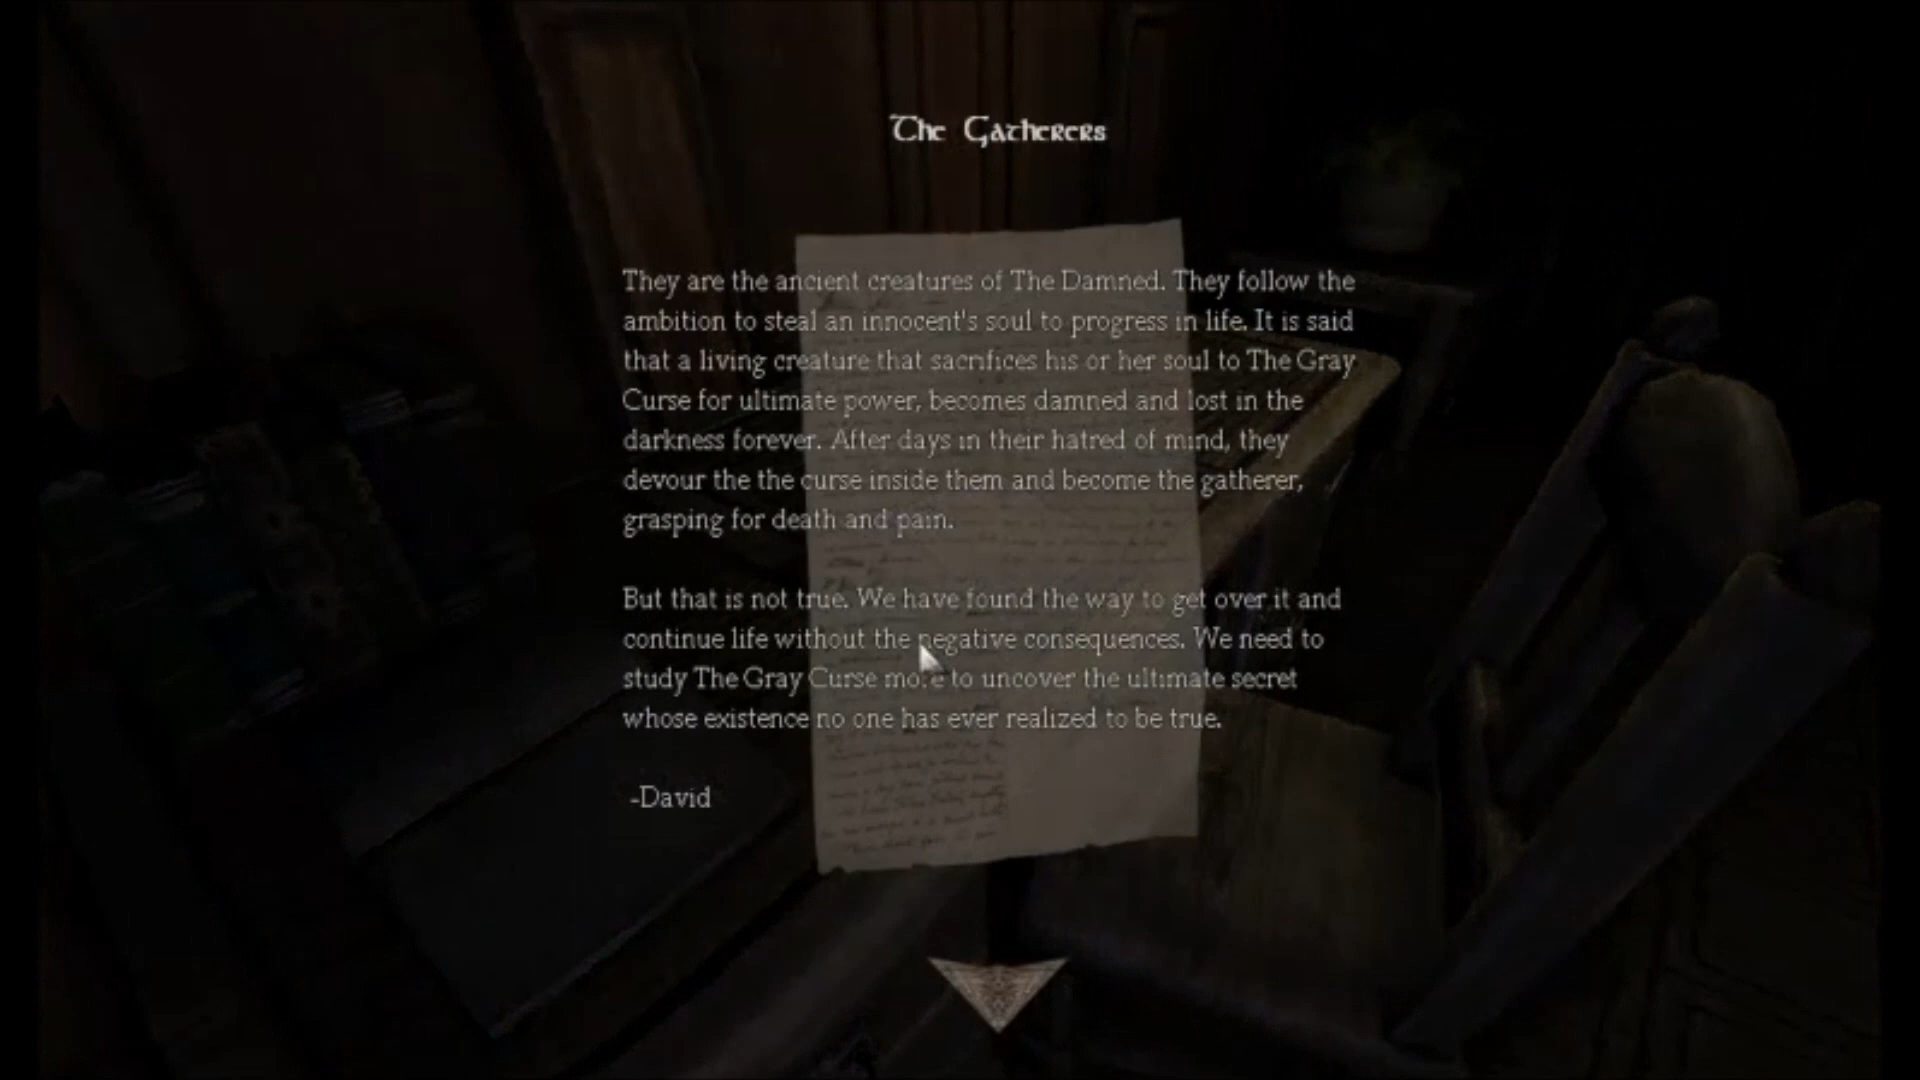 The Gatherers
They are the ancient creatures of The Damned. They follow the
ambition to steal an innocent's soul to progress in life. It is said
that a living creature that sacrifices his or her soul to The Gray
Curse for ultimate power, becomes damned and lost in the
darkness forever. After days in their hatred of mind, they
devour the the curse inside them and become the gatherer,
grasping for death and pain.
But that is not true. We have found the way to get over it and
continue life without the negative consequences. We need to
study The Gray Curse more to uncover the ultimate secret
whose existence no one has ever realized to be true.
-David